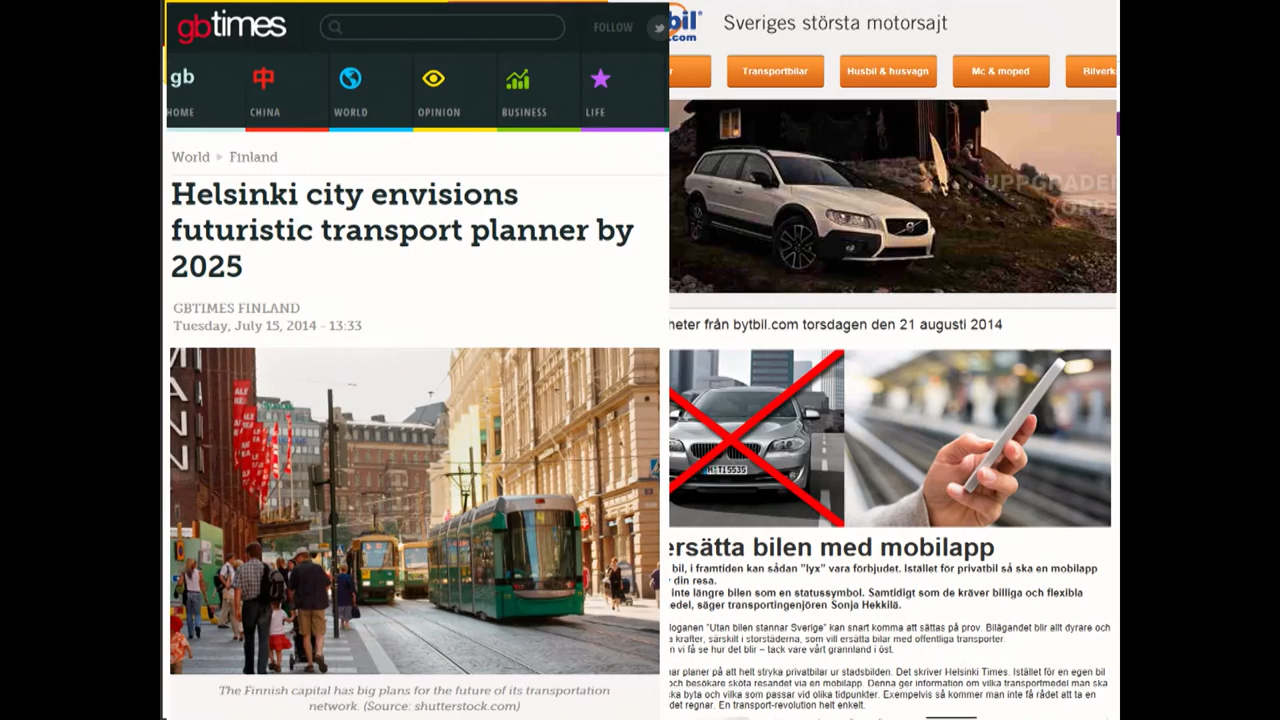 gbtimes
FOLLOW
gb
中
HOME
CHINA
WORLD
OPINION
BUSINESS
LIFE
World ▸ Finland
Helsinki city envisions
futuristic transport planner by
2025
GBTIMES FINLAND
Tuesday, July 15, 2014 - 13:33
The Finnish capital has big plans for the future of its transportation
network. (Source: shutterstock.com)
bil
.com
Sveriges största motorsajt
Transportbilar
Husbil & husvagn
Mc & moped
Bilverk
UPPGRADE
heter från bytbil.com torsdagen den 21 augusti 2014
ersätta bilen med mobilapp
bil, i framtiden kan sådan ”lyx” vara förbjudet. Istället för privatbil så ska en mobilapp
din resa.
inte längre bilen som en statussymbol. Samtidigt som de kräver billiga och flexibla
edel, säger transportingenjören Sonja Hekkilä.
loganen ”Utan bilen stannar Sverige” kan snart komma att sättas på prov. Bilägandet blir allt dyrare och
a krafter, särskilt i storstäderna, som vill ersätta bilar med offentliga transporter.
n vi få se hur det blir – tack vare vårt grannland i öst.
har planer på att helt stryka privatbilar ur stadsbilden. Det skriver Helsinki Times. Istället för en egen bil
och besökare sköta resandet via en mobilapp. Denna ger information om vilka transportmedel man ska
ka byta och vilka som passar vid olika tidpunkter. Exempelvis så kommer man inte få rådet att ta en
det regnar. En transport-revolution helt enkelt.